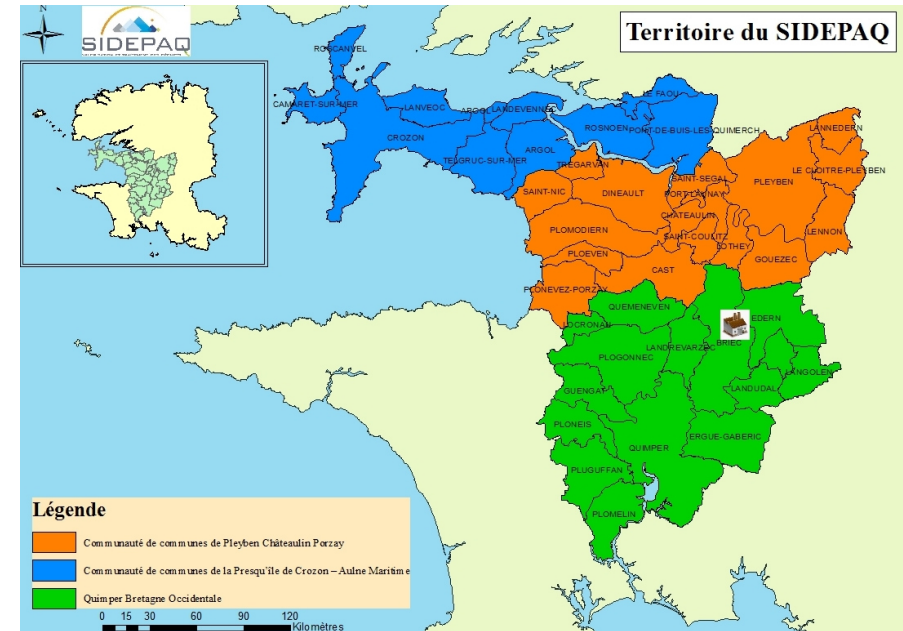 N
SIDEPAQ
Territoire du SIDEPAQ
ROSCANVEL
LE FAOU
CAMARET-SUR-MER
LANVEOC
ARGOL
LANDEVENNEC
CROZON
ROSNOEN
PONT-DE-BUIS-LES-QUIMERCH
LANNEDERN
TELGRUC-SUR-MER
ARGOL
TREGARVAN
SAINT-SEGAL
LE CLOITRE-PLEYBEN
SAINT-NIC
DINEAULT
PORT-LAUNAY
PLEYBEN
CHATEAULIN
PLOMODIERN
SAINT-COULITZ
LENNON
LOTHEY
PLOEVEN
GOUEZEC
CAST
PLONEVEZ-PORZAY
QUEMENEVEN
LOCRONAN
EDERN
LANDREVARZEC
BRIEC
PLOGONNEC
LANGOLEN
GUENGAT
LANDUDAL
PLONEIS
ERGUE-GABERIC
QUIMPER
PLUGUFFAN
PLOMELIN
Légende
Communauté de communes de Pleyben Châteaulin Porzay
Communauté de communes de la Presqu'île de Crozon – Aulne Maritime
Quimper Bretagne Occidentale
0 15 30 60 90 120
Kilomètres